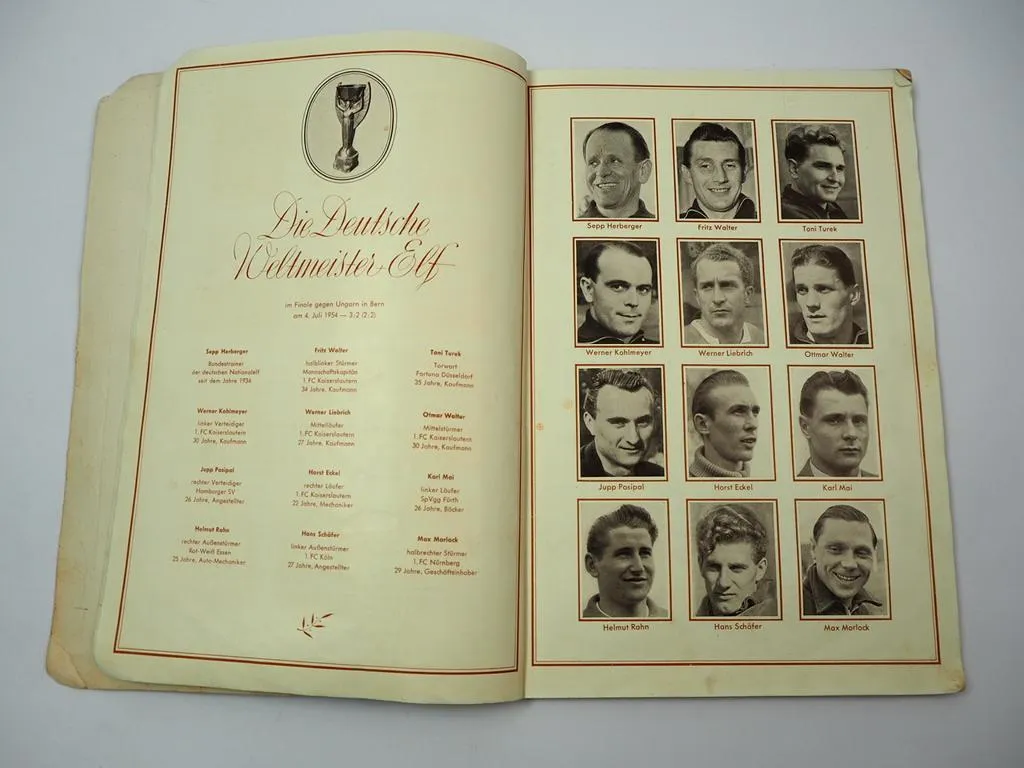 Die Deutsche
Weltmeister Elf
im Finale gegen Ungarn in Bern
am 4. Juli 1954 — 3:2 (2:2)
Sepp Herberger
Bundestrainer
der deutschen Nationalelf
seit dem Jahre 1936
Fritz Walter
halblinker Stürmer
Mannschaftskapitän
1. FC Kaiserslautern
34 Jahre, Kaufmann
Toni Turek
Torwart
Fortuna Düsseldorf
35 Jahre, Kaufmann
Werner Kohlmeyer
linker Verteidiger
1. FC Kaiserslautern
30 Jahre, Kaufmann
Werner Liebrich
Mittelläufer
1. FC Kaiserslautern
27 Jahre, Kaufmann
Otmar Walter
Mittelstürmer
1. FC Kaiserslautern
30 Jahre, Kaufmann
Jupp Posipal
rechter Verteidiger
Hamburger SV
26 Jahre, Angestellter
Horst Eckel
rechter Läufer
1. FC Kaiserslautern
22 Jahre, Mechaniker
Karl Mai
linker Läufer
SpVgg Fürth
26 Jahre, Bäcker
Helmut Rahn
rechter Außenstürmer
Rot-Weiß Essen
25 Jahre, Auto-Mechaniker
Hans Schäfer
linker Außenstürmer
1. FC Köln
27 Jahre, Angestellter
Max Morlock
halbrechter Stürmer
1. FC Nürnberg
29 Jahre, Geschäftsinhaber
Sepp Herberger
Fritz Walter
Toni Turek
Werner Kohlmeyer
Werner Liebrich
Ottmar Walter
Jupp Posipal
Horst Eckel
Karl Mai
Helmut Rahn
Hans Schäfer
Max Morlock